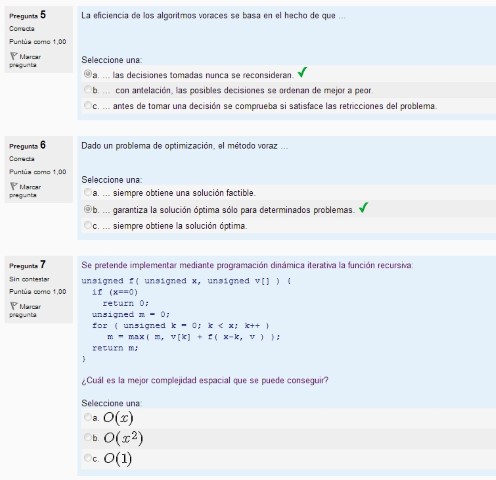 Pregunta 5
Correcta
Puntúa como 1,00
Marcar
pregunta
La eficiencia de los algoritmos voraces se basa en el hecho de que ...
Seleccione una:
a. ... las decisiones tomadas nunca se reconsideran.
b. ... con antelación, las posibles decisiones se ordenan de mejor a peor.
c. ... antes de tomar una decisión se comprueba si satisface las retricciones del problema.
Pregunta 6
Correcta
Puntúa como 1,00
Marcar
pregunta
Dado un problema de optimización, el método voraz ...
Seleccione una:
a. ... siempre obtiene una solución factible.
b. ... garantiza la solución óptima sólo para determinados problemas.
c. ... siempre obtiene la solución óptima.
Pregunta 7
Sin contestar
Puntúa como 1,00
Marcar
pregunta
Se pretende implementar mediante programación dinámica iterativa la función recursiva:
unsigned f( unsigned x, unsigned v[] ) {
if (x==0)
return 0;
unsigned m = 0;
for ( unsigned k = 0; k < x; k++ )
m = max( m, v[k] + f( x-k, v ) );
return m;
}
¿Cuál es la mejor complejidad espacial que se puede conseguir?
Seleccione una:
a. O(x)
b. O(x²)
c. O(1)